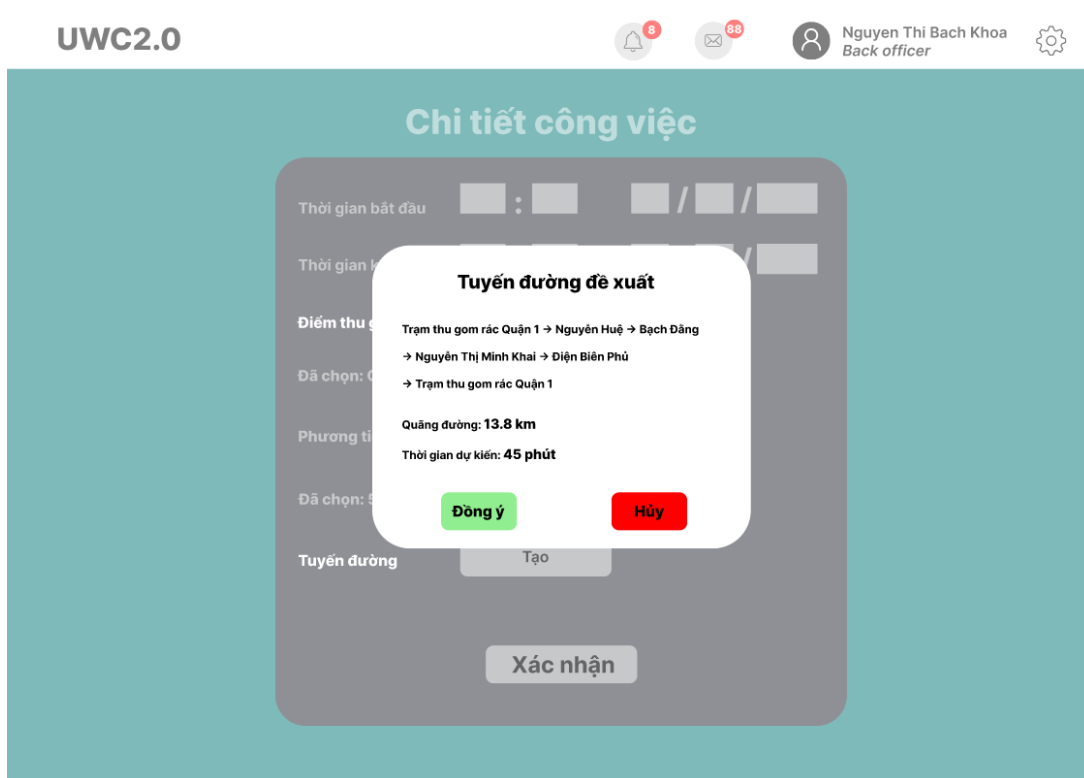 UWC2.0
8
88
Nguyen Thi Bach Khoa
Back officer
Chi tiết công việc
Thời gian bắt đầu
:
/ /
Thời gian
/
Điểm thu
Đã chọn:
Phương
Đã chọn:
Tuyến đường đề xuất
Trạm thu gom rác Quận 1 → Nguyễn Huệ → Bạch Đằng
→ Nguyễn Thị Minh Khai → Điện Biên Phủ
→ Trạm thu gom rác Quận 1
Quãng đường: 13.8 km
Thời gian dự kiến: 45 phút
Đồng ý
Hủy
Tuyến đường
Tạo
Xác nhận